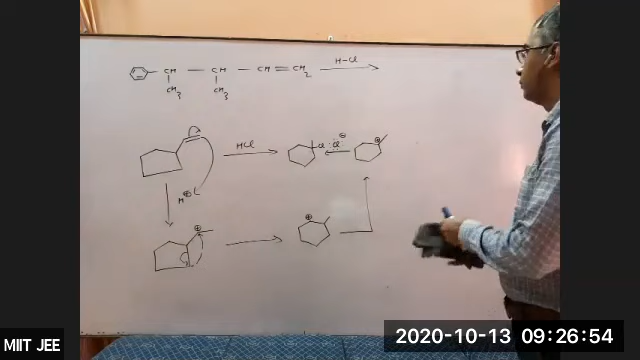 CH — CH — CH = CH2 H-Cl
CH3 CH3
HCl
Cl :Cl ⊖
⊕
H⊕
⊕
⊕
MIIT JEE
2020-10-13 09:26:54